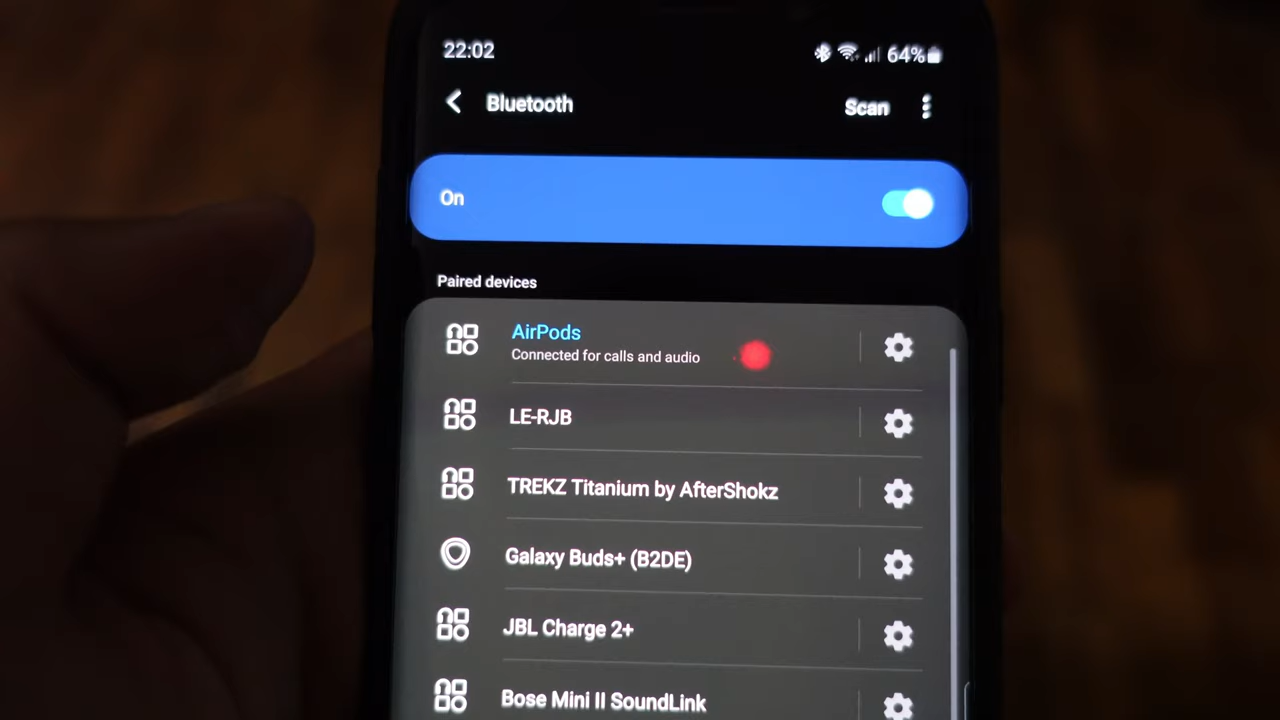 22:02
64%
Bluetooth
Scan
On
Paired devices
AirPods
Connected for calls and audio
LE-RJB
TREKZ Titanium by AfterShokz
Galaxy Buds+ (B2DE)
JBL Charge 2+
Bose Mini II SoundLink